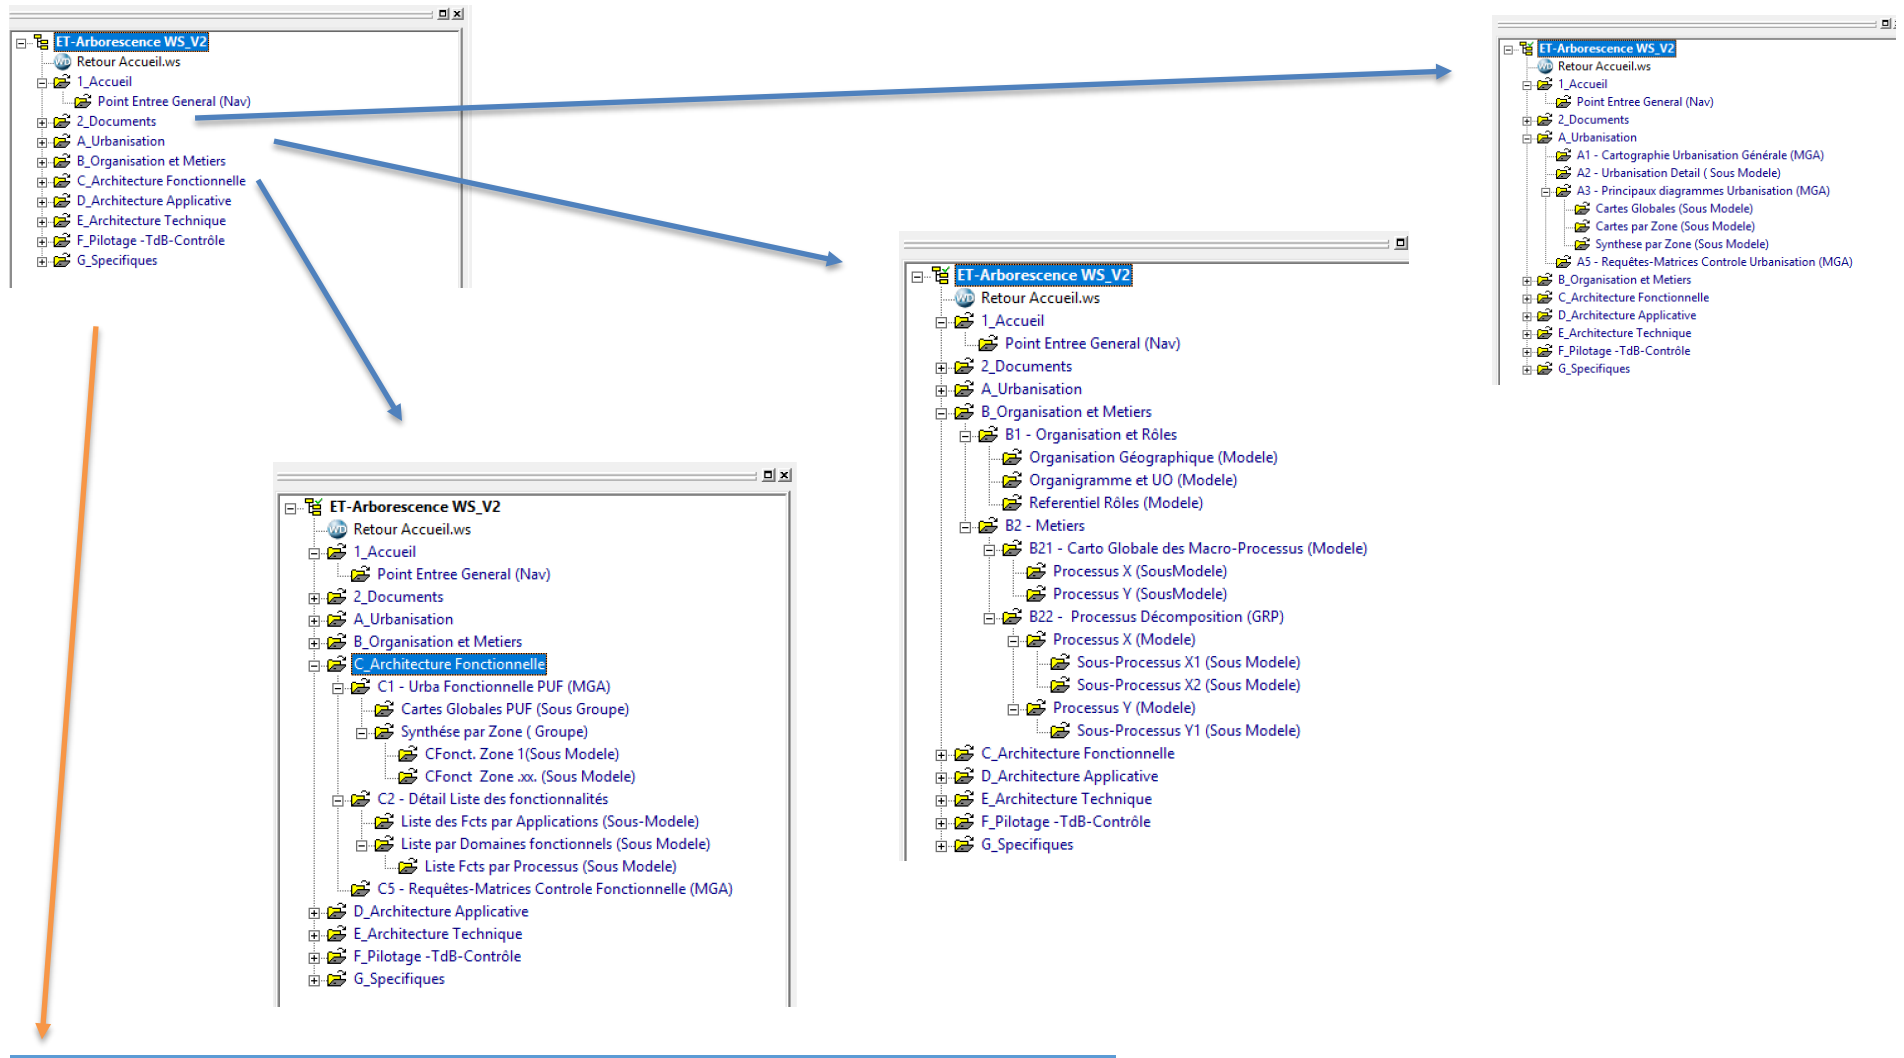 ET-Arborescence WS_V2
Retour Accueil.ws
1_Accueil
Point Entree General (Nav)
2_Documents
A_Urbanisation
B_Organisation et Metiers
C_Architecture Fonctionnelle
D_Architecture Applicative
E_Architecture Technique
F_Pilotage -TdB-Contrôle
G_Specifiques
ET-Arborescence WS_V2
Retour Accueil.ws
1_Accueil
Point Entree General (Nav)
2_Documents
A_Urbanisation
A1 - Cartographie Urbanisation Générale (MGA)
A2 - Urbanisation Detail ( Sous Modele)
A3 - Principaux diagrammes Urbanisation (MGA)
Cartes Globales (Sous Modele)
Cartes par Zone (Sous Modele)
Synthese par Zone (Sous Modele)
A5 - Requêtes-Matrices Controle Urbanisation (MGA)
B_Organisation et Metiers
C_Architecture Fonctionnelle
D_Architecture Applicative
E_Architecture Technique
F_Pilotage -TdB-Contrôle
G_Specifiques
ET-Arborescence WS_V2
Retour Accueil.ws
1_Accueil
Point Entree General (Nav)
2_Documents
A_Urbanisation
B_Organisation et Metiers
B1 - Organisation et Rôles
Organisation Géographique (Modele)
Organigramme et UO (Modele)
Referentiel Rôles (Modele)
B2 - Metiers
B21 - Carto Globale des Macro-Processus (Modele)
Processus X (SousModele)
Processus Y (SousModele)
B22 -  Processus Décomposition (GRP)
Processus X (Modele)
Sous-Processus X1 (Sous Modele)
Sous-Processus X2 (Sous Modele)
Processus Y (Modele)
Sous-Processus Y1 (Sous Modele)
C_Architecture Fonctionnelle
D_Architecture Applicative
E_Architecture Technique
F_Pilotage -TdB-Contrôle
G_Specifiques
ET-Arborescence WS_V2
Retour Accueil.ws
1_Accueil
Point Entree General (Nav)
2_Documents
A_Urbanisation
B_Organisation et Metiers
C_Architecture Fonctionnelle
C1 - Urba Fonctionnelle PUF (MGA)
Cartes Globales PUF (Sous Groupe)
Synthése par Zone ( Groupe)
CFonct. Zone 1(Sous Modele)
CFonct  Zone .xx. (Sous Modele)
C2 - Détail Liste des fonctionnalités
Liste des Fcts par Applications (Sous-Modele)
Liste par Domaines fonctionnels (Sous Modele)
Liste Fcts par Processus (Sous Modele)
C5 - Requêtes-Matrices Controle Fonctionnelle (MGA)
D_Architecture Applicative
E_Architecture Technique
F_Pilotage -TdB-Contrôle
G_Specifiques